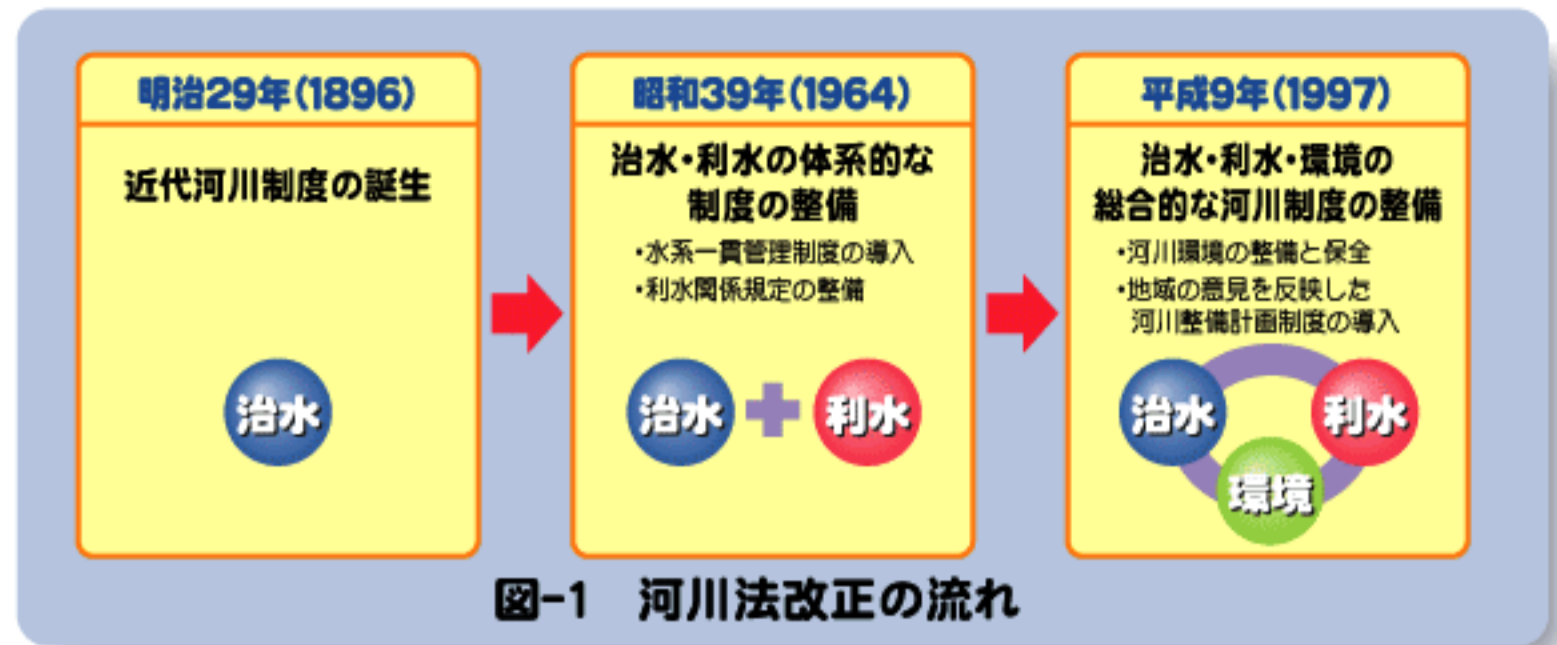 明治29年(1896)
近代河川制度の誕生
治水
昭和39年(1964)
治水・利水の体系的な
制度の整備
・水系一貫管理制度の導入
・利水関係規定の整備
治水
利水
平成9年(1997)
治水・利水・環境の
総合的な河川制度の整備
・河川環境の整備と保全
・地域の意見を反映した
河川整備計画制度の導入
治水
利水
環境
図-1 河川法改正の流れ